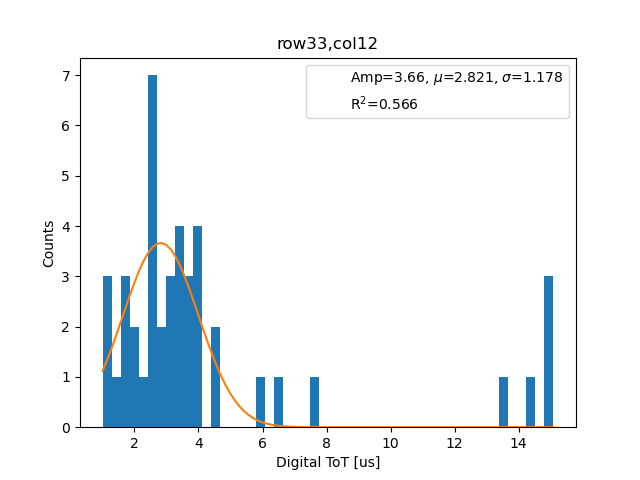 row33,col12
Amp=3.66, μ=2.821, σ=1.178
R²=0.566
Counts
7
6
5
4
3
2
1
0
2 4 6 8 10 12 14
Digital ToT [us]